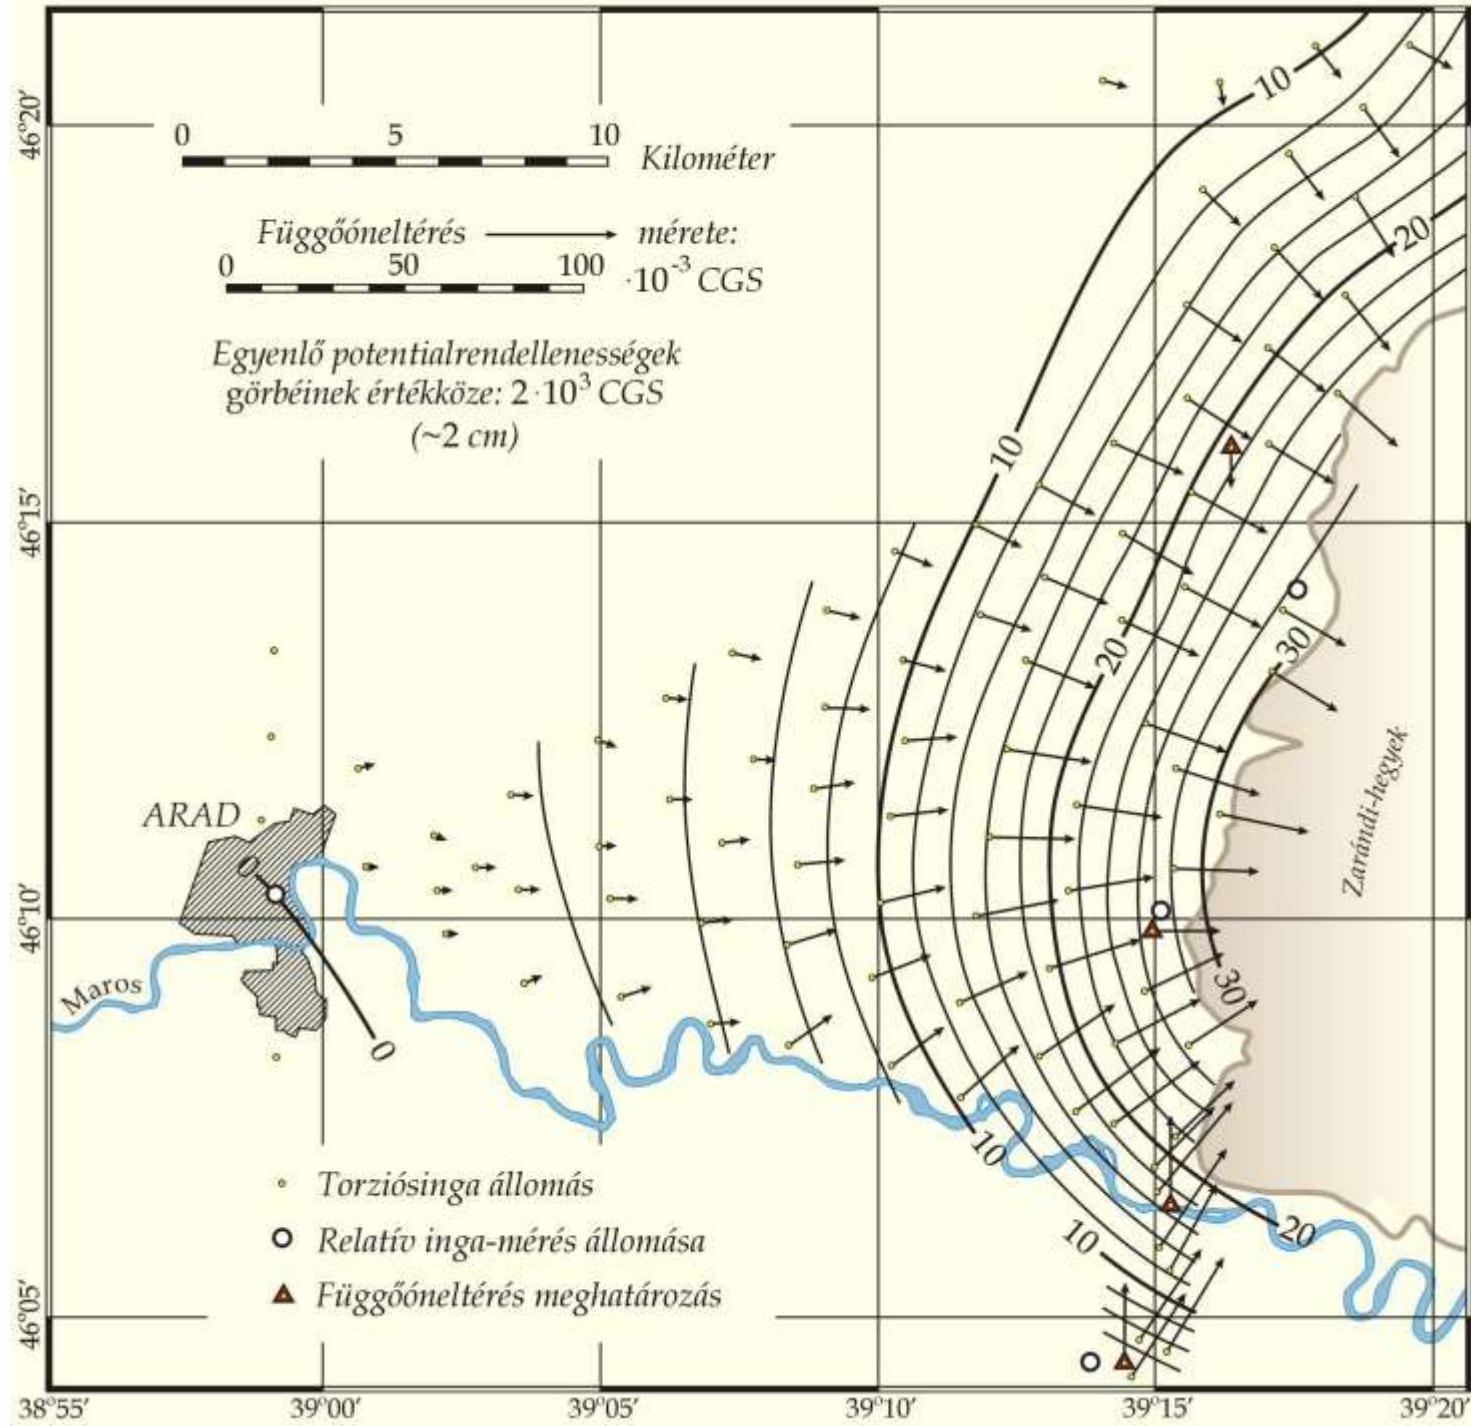 46°20′
46°15′
46°10′
46°05′
0 5 10
Kilométer
Függőóneltérés mérete:
0 50 100 ·10⁻³ CGS
Egyenlő potentialrendellenességek
görbéinek értékköze: 2·10³ CGS
(~2 cm)
10
20
10
20
30
ARAD
0
Maros
0
Zarándi-hegyek
30
10
20
10
Torziósinga állomás
Relatív inga-mérés állomása
Függőóneltérés meghatározás
38°55′ 39°00′ 39°05′ 39°10′ 39°15′ 39°20′